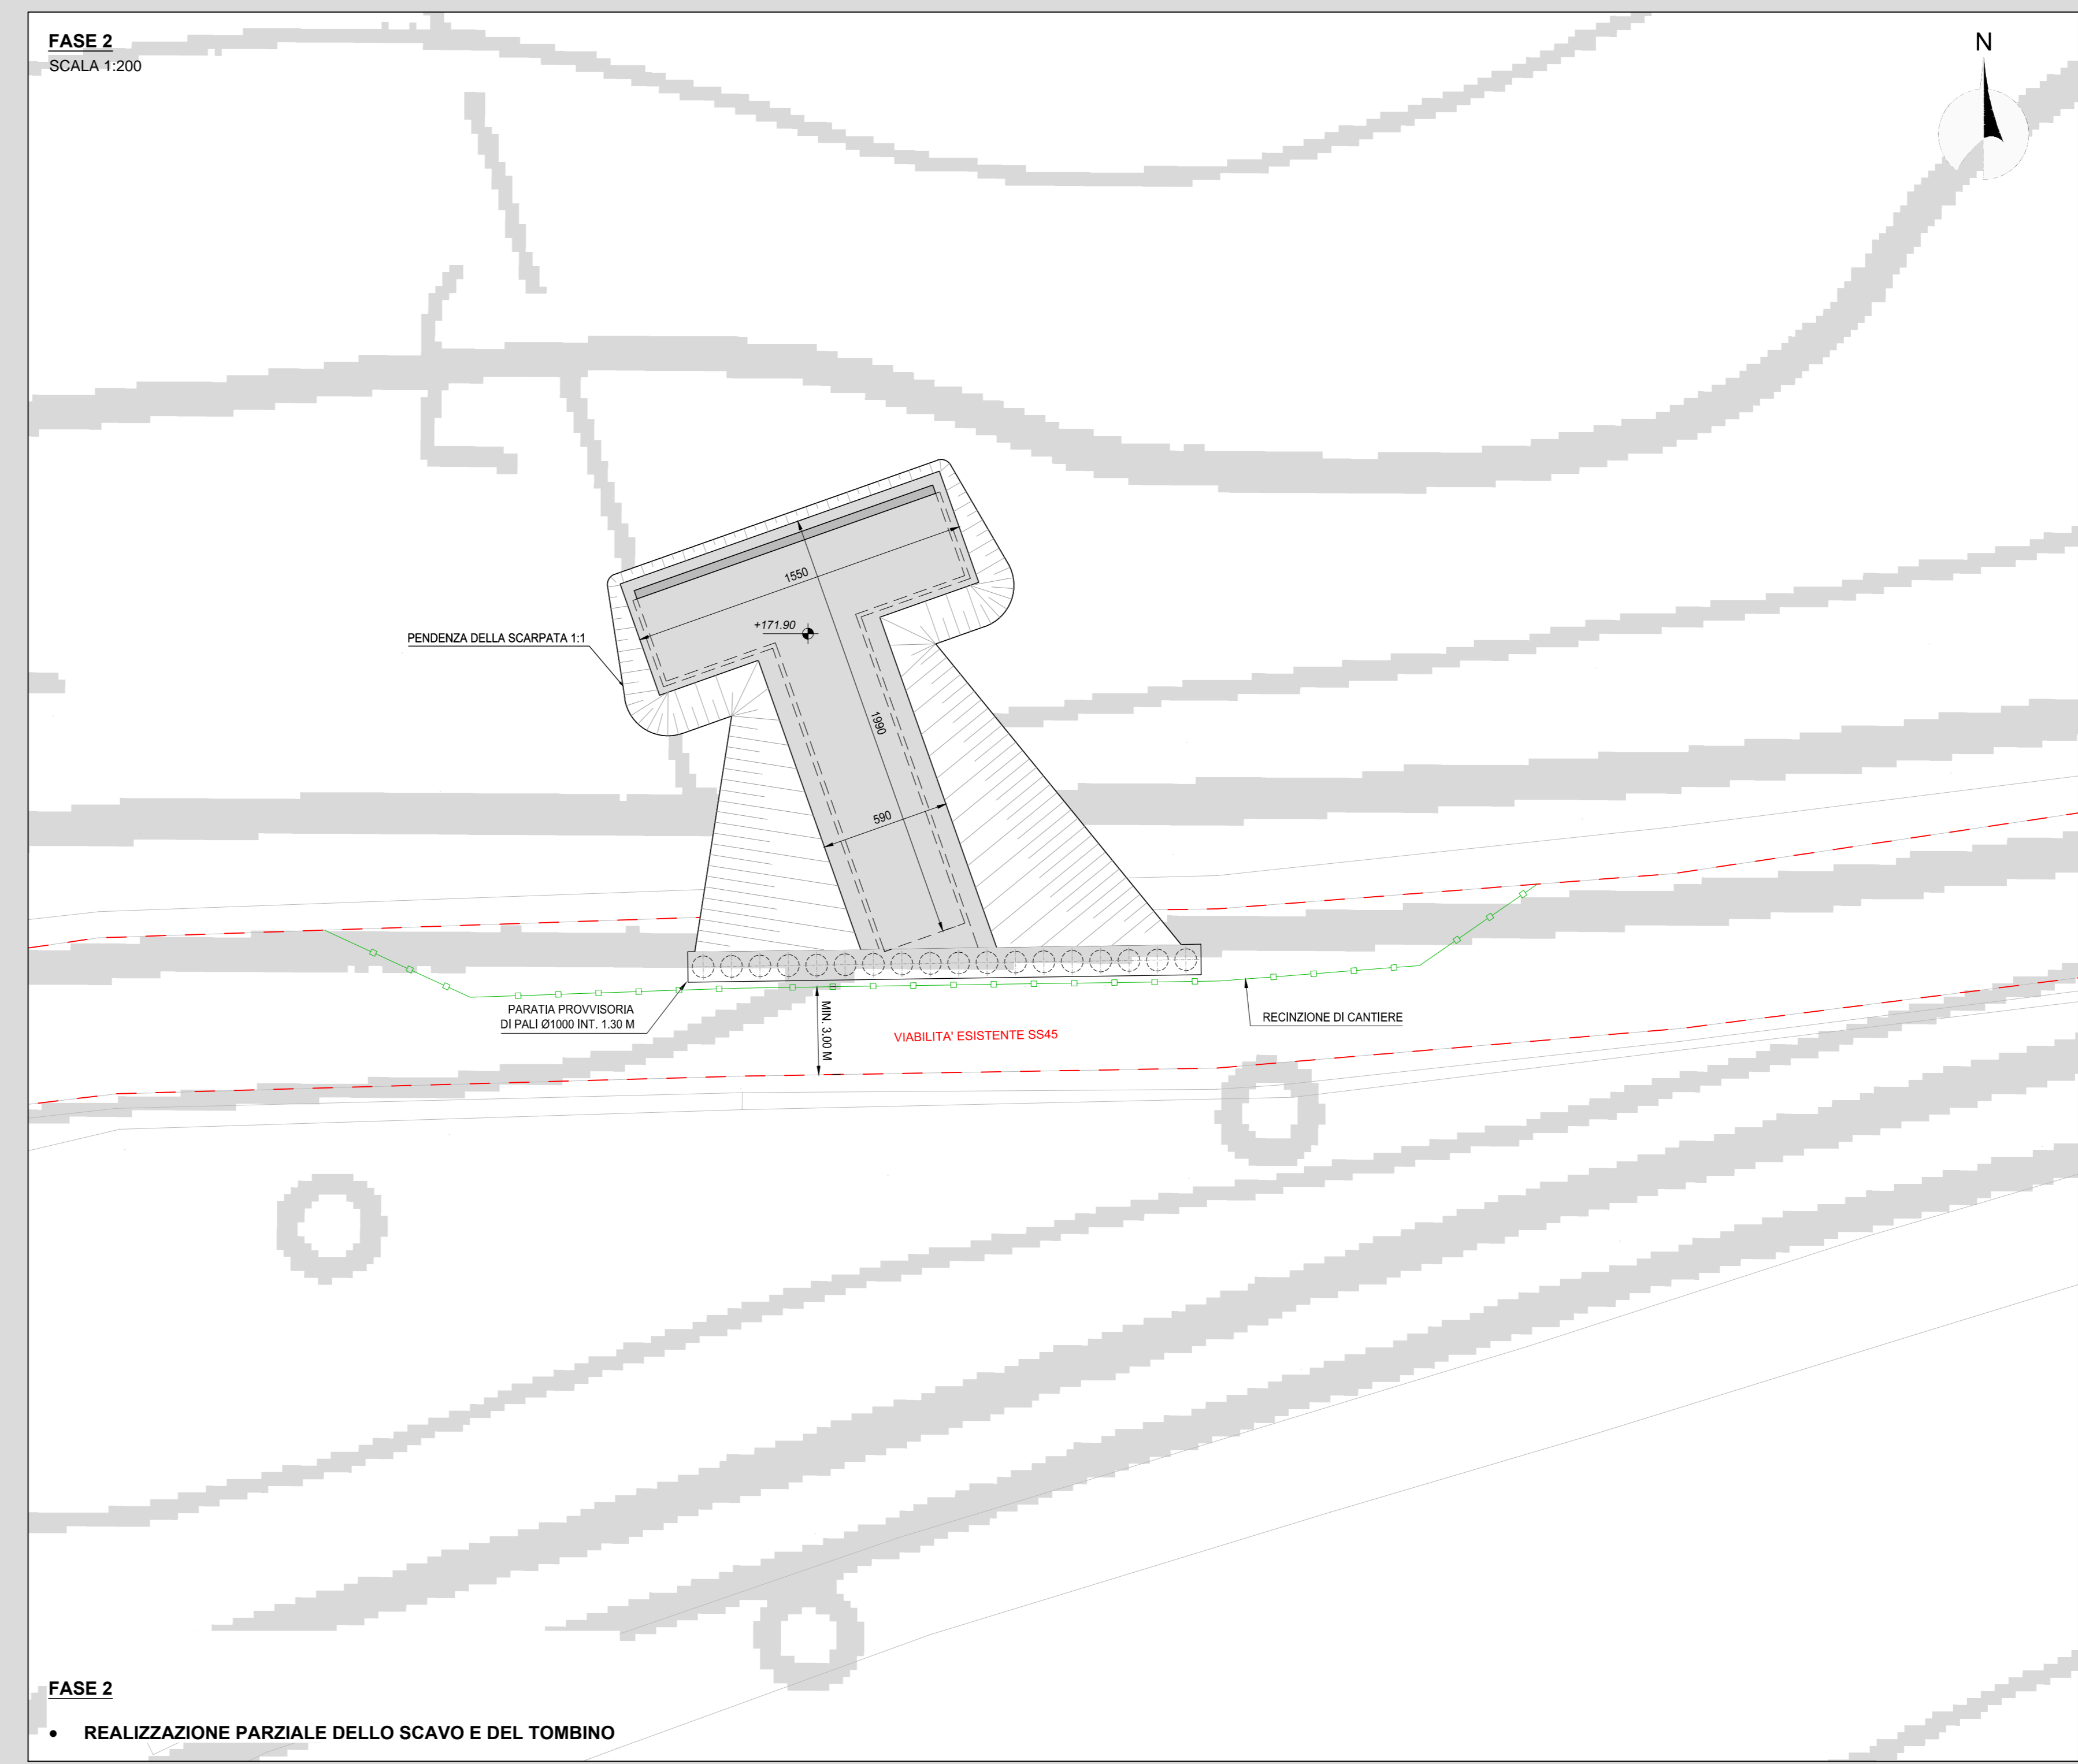 FASE 2
SCALA 1:200
N
1550
+171.90
PENDENZA DELLA SCARPATA 1:1
1990
590
PARATIA PROVVISORIA
DI PALI Ø1000 INT. 1.30 M
MIN. 3.00 M
VIABILITA' ESISTENTE SS45
RECINZIONE DI CANTIERE
FASE 2
• REALIZZAZIONE PARZIALE DELLO SCAVO E DEL TOMBINO